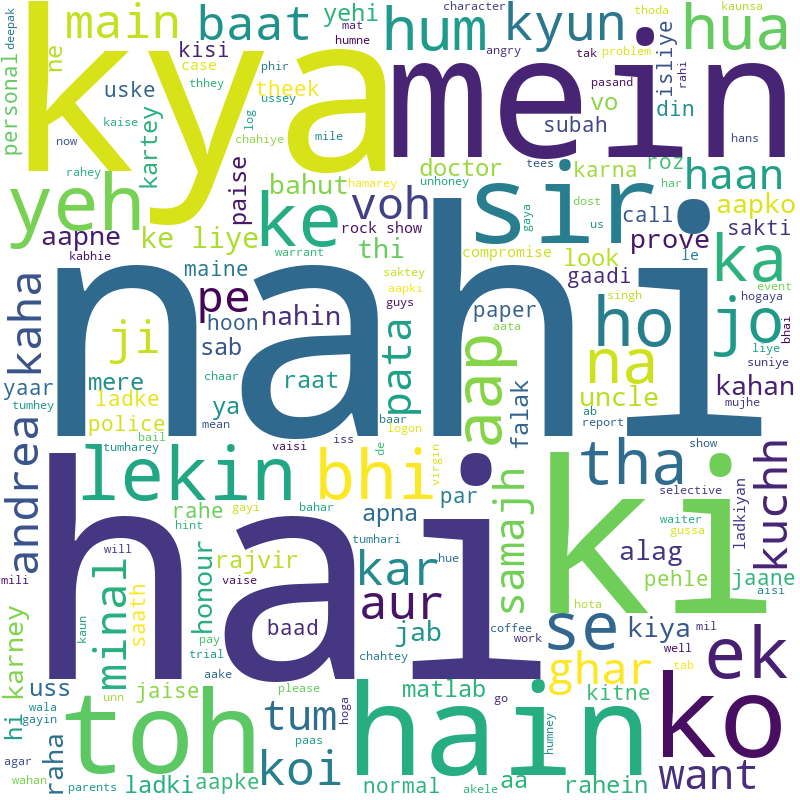 character kaunsa
main baat yehi mat hum kyun hua thoda
deepak ne kisi humne angry tak problem isliye
personal kya mein
case phir theek pasand rahi
uske thhey ussey vo din
now kaise kartey log chahiye mile subah hans
rahey paise bahut doctor tees karna roz haan
yeh hamarey voh unhoney dost har aapko
ke sir gaya us call sakti
aapne ke liye rock show thi look prove
kabhie warrant compromise gaadi le ka
maine saktey aapki event
kaha pe hoon nahin guys paper ho hogaya
nahi singh jo bhai
ji sab pata aap aata liye
yaar mere chaar raat falak na suniye
tumhey ladke ya uncle kahan mujhe
andrea police mean baar ab
bail iss logon report
tumharey vaisi de show
lekin bhi virgin tha kuchh
hai par samajh ki selective ladkiyan
rahe gayi bahar apna waiter
hint tumhari gussa
will honour rajvir kar hue alag
mili minal vaise aur hota pehle jaane aisi
saath baad jab coffee se kiya mil
kaun pay work well ek
hi karney trial chahtey ghar tab
uss aake matlab
jaise please go kitne
wala unn toh tum hoga hain ko
gayin raha koi paas humney
agar
wahan parents ladki aapke normal akele aa rahein want